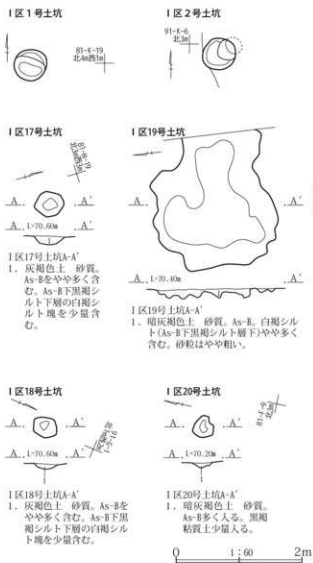 I区1号土坑
81-K-19
北4m西1m
I区2号土坑
91-K-6
北3m
I区17号土坑
A
A'
A
L=70.60m
A'
1
I区17号土坑A-A'
1. 灰褐色土 砂質。
As-Bをやや多く含
む。As-B下黒褐シ
ルト下層の白褐シ
ルト塊を少量含
む。
I区19号土坑
A
A'
A
L=70.40m
A'
I区19号土坑A-A'
1. 暗灰褐色土 砂質。As-B。白褐シル
ト(As-B下黒褐シルト層下)やや多く
含む。砂粒はやや粗い。
I区18号土坑
A
A'
A
L=70.60m
A'
1
I区18号土坑A-A'
1. 灰褐色土 砂質。As-Bを
やや多く含む。As-B下黒
褐シルト下層の白褐シル
ト塊を少量含む。
I区20号土坑
81-F-9
北3m
A
A'
A
L=70.20m
A'
1
I区20号土坑A-A'
1. 暗灰褐色土 砂質。
As-B多く入る。黒褐
粘質土少量入る。
0
1:60
2m